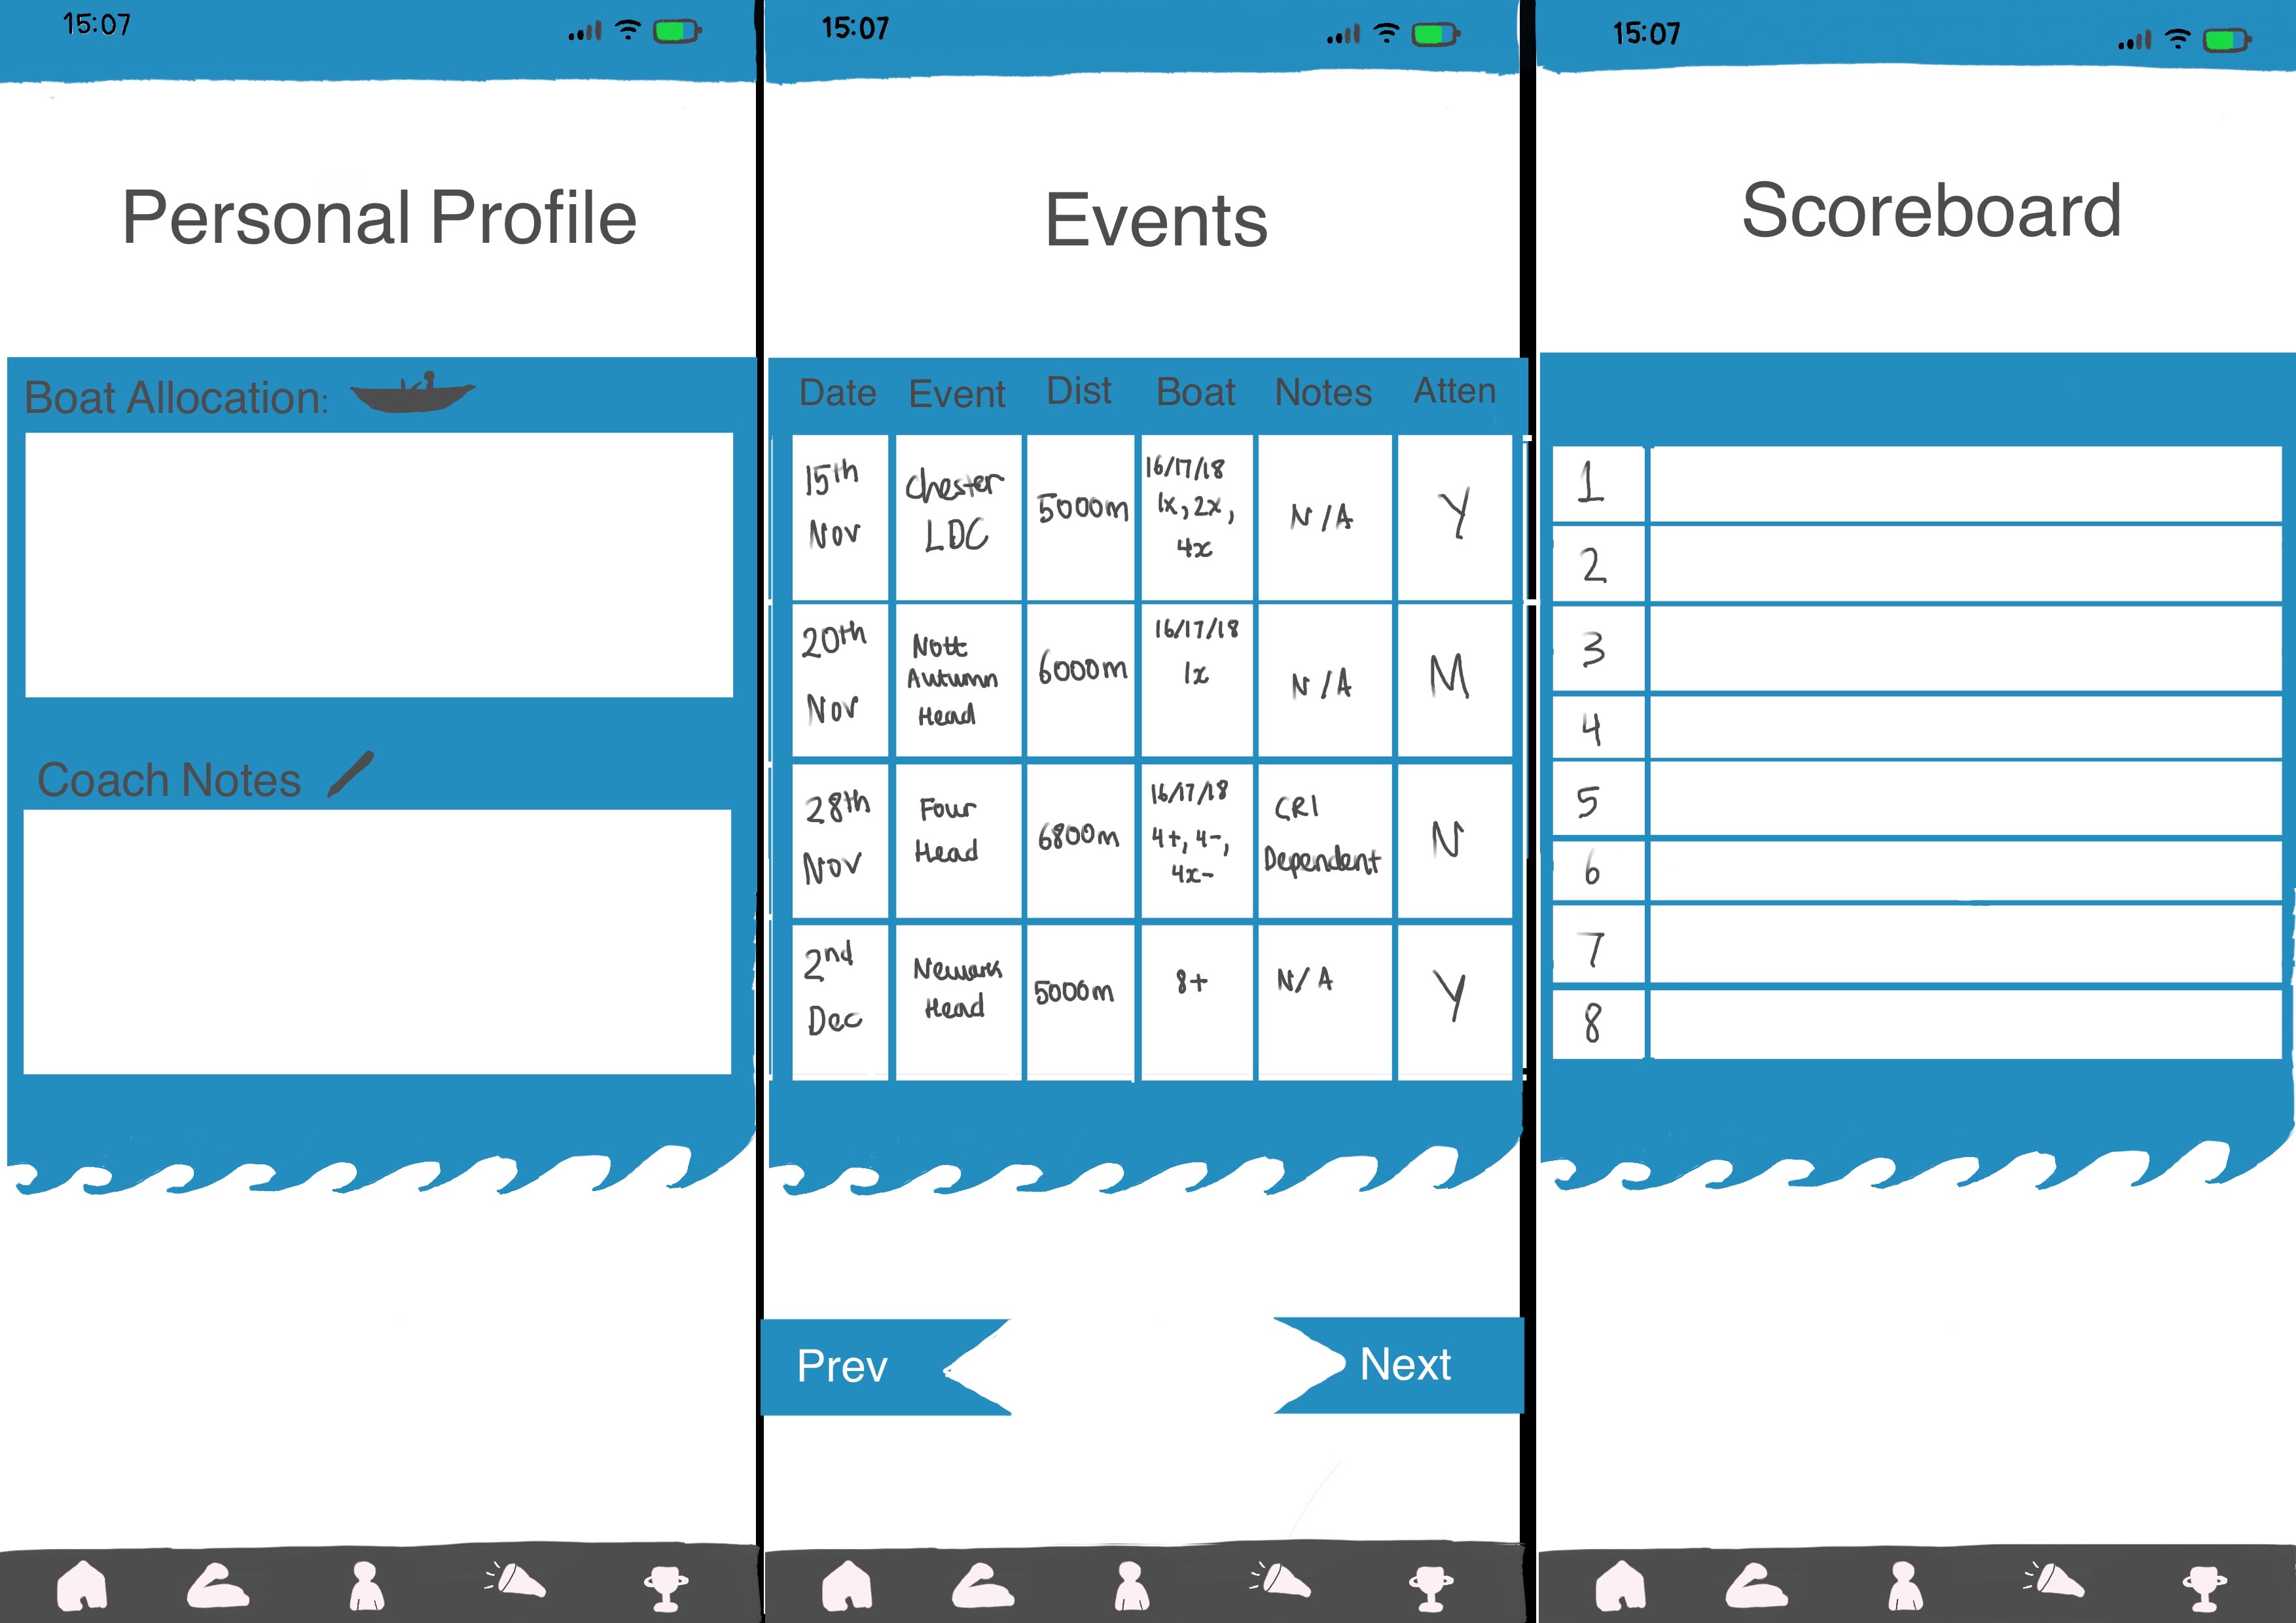 15:07
Personal Profile
Boat Allocation:
Coach Notes
15:07
Events
Date Event Dist Boat Notes Atten
15th
Nov
Chester
LDC
5000m
16/17/18
1x, 2x,
4x
N/A
Y
20th
Nov
Nott
Autumn
Head
6000m
16/17/18
1x
N/A
M
28th
Nov
Four
Head
6800m
16/17/18
4+, 4-,
4x-
CRI
Dependent
N
2nd
Dec
Newark
Head
5000m
8+
N/A
Y
Prev
Next
15:07
Scoreboard
1
2
3
4
5
6
7
8